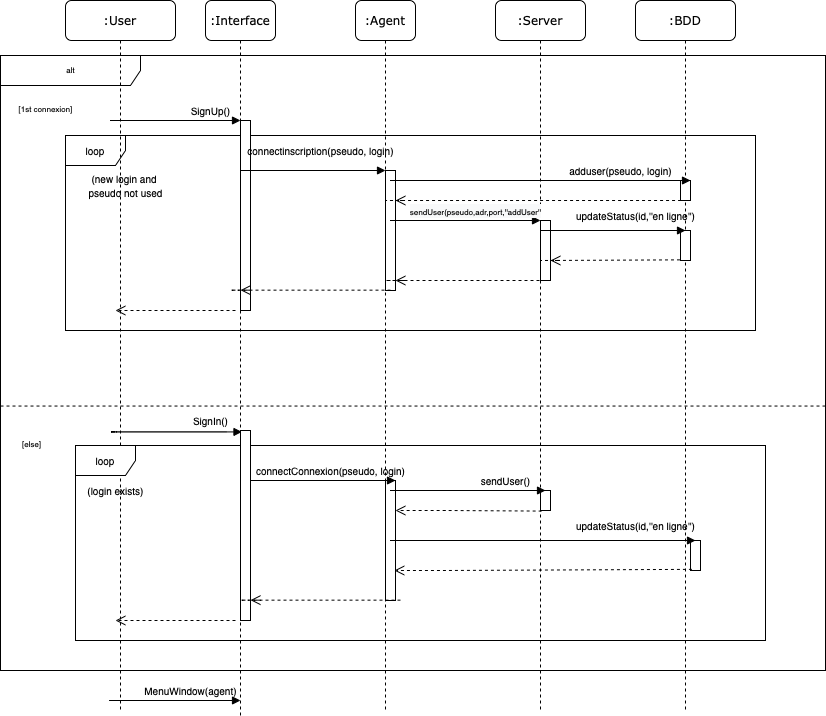 :User
:Interface
:Agent
:Server
:BDD
alt
[1st connexion]
SignUp()
loop
connectinscription(pseudo, login)
(new login and
pseudo not used
adduser(pseudo, login)
sendUser(pseudo,adr,port,"addUser"
updateStatus(id,"en ligne")
SignIn()
[else]
loop
connectConnexion(pseudo, login)
(login exists)
sendUser()
updateStatus(id,"en ligne")
MenuWindow(agent)